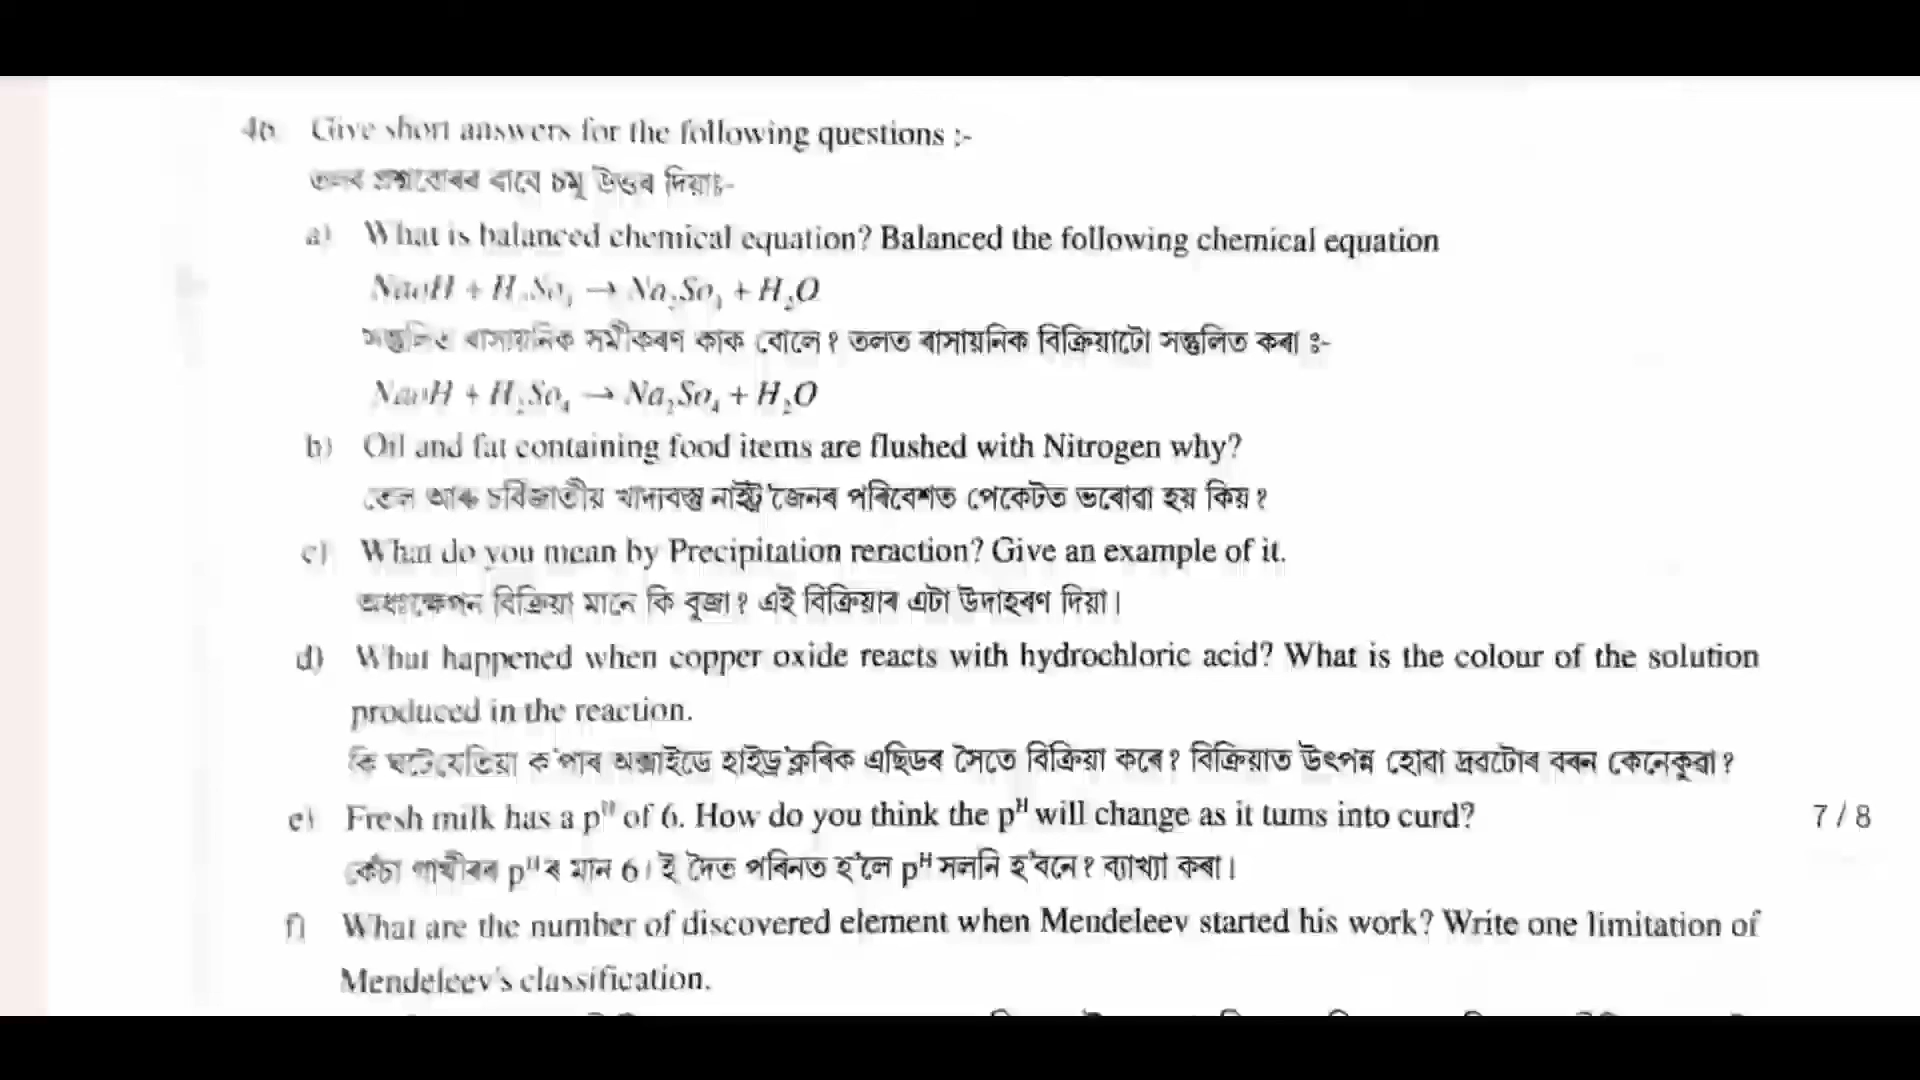 46. Give short answers for the following questions :-
তলৰ প্ৰশ্নবোৰৰ বাবে চমু উত্তৰ দিয়াঃ-
a) What is balanced chemical equation? Balanced the following chemical equation
NaoH + H₂So₄ → Na₂So₄ + H₂O
সন্তুলিত ৰাসায়নিক সমীকৰণ কাক বোলে? তলত ৰাসায়নিক বিক্ৰিয়াটো সন্তুলিত কৰা ঃ-
NaoH + H₂So₄ → Na₂So₄ + H₂O
b) Oil and fat containing food items are flushed with Nitrogen why?
তেল আৰু চৰ্বিজাতীয় খাদ্যবস্তু নাইট্ৰ'জেনৰ পৰিবেশত পেকেটত ভৰোৱা হয় কিয়?
c) What do you mean by Precipitation reraction? Give an example of it.
অধঃক্ষেপন বিক্ৰিয়া মানে কি বুজা? এই বিক্ৰিয়াৰ এটা উদাহৰণ দিয়া।
d) What happened when copper oxide reacts with hydrochloric acid? What is the colour of the solution
produced in the reaction.
কি ঘটেযেতিয়া ক'পাৰ অক্সাইডে হাইড্ৰ'ক্লৰিক এছিডৰ সৈতে বিক্ৰিয়া কৰে? বিক্ৰিয়াত উৎপন্ন হোৱা দ্ৰবটোৰ বৰন কেনেকুৱা?
e) Fresh milk has a pᴴ of 6. How do you think the pᴴ will change as it turns into curd?
7 / 8
কেঁচা গাখীৰৰ pᴴৰ মান 6। ই দৈত পৰিনত হ'লে pᴴ সলনি হ'বনে? ব্যাখ্যা কৰা।
f) What are the number of discovered element when Mendeleev started his work? Write one limitation of
Mendeleev's classification.